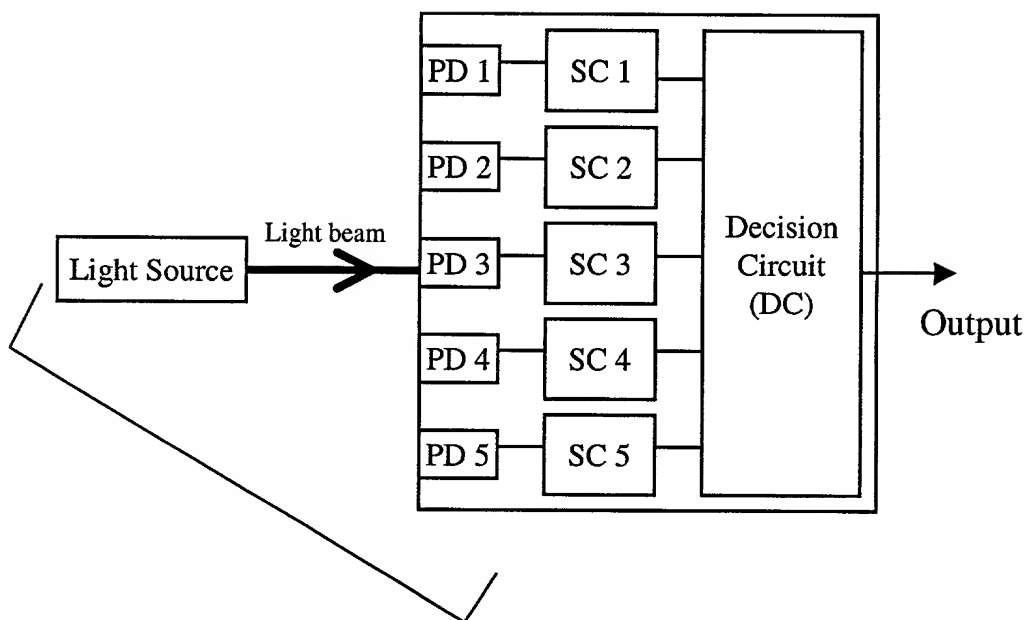 PD 1
SC 1
PD 2
SC 2
Light beam
Light Source
PD 3
SC 3
Decision
Circuit
(DC)
Output
PD 4
SC 4
PD 5
SC 5